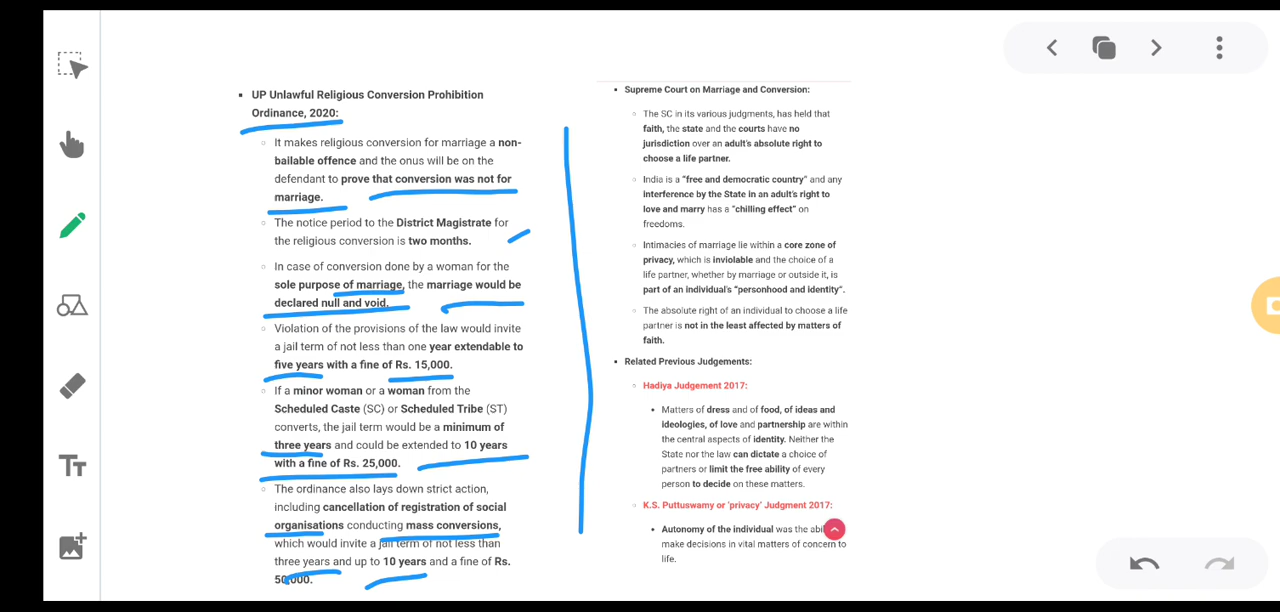 UP Unlawful Religious Conversion Prohibition
Ordinance, 2020:
It makes religious conversion for marriage a non-
bailable offence and the onus will be on the
defendant to prove that conversion was not for
marriage.
The notice period to the District Magistrate for
the religious conversion is two months.
In case of conversion done by a woman for the
sole purpose of marriage, the marriage would be
declared null and void.
Violation of the provisions of the law would invite
a jail term of not less than one year extendable to
five years with a fine of Rs. 15,000.
If a minor woman or a woman from the
Scheduled Caste (SC) or Scheduled Tribe (ST)
converts, the jail term would be a minimum of
three years and could be extended to 10 years
with a fine of Rs. 25,000.
The ordinance also lays down strict action,
including cancellation of registration of social
organisations conducting mass conversions,
which would invite a jail term of not less than
three years and up to 10 years and a fine of Rs.
50,000.
Supreme Court on Marriage and Conversion:
The SC in its various judgments, has held that
faith, the state and the courts have no
jurisdiction over an adult's absolute right to
choose a life partner.
India is a “free and democratic country” and any
interference by the State in an adult's right to
love and marry has a “chilling effect” on
freedoms.
Intimacies of marriage lie within a core zone of
privacy, which is inviolable and the choice of a
life partner, whether by marriage or outside it, is
part of an individual's “personhood and identity”.
The absolute right of an individual to choose a life
partner is not in the least affected by matters of
faith.
Related Previous Judgements:
Hadiya Judgement 2017:
Matters of dress and of food, of ideas and
ideologies, of love and partnership are within
the central aspects of identity. Neither the
State nor the law can dictate a choice of
partners or limit the free ability of every
person to decide on these matters.
K.S. Puttuswamy or 'privacy' Judgment 2017:
Autonomy of the individual was the
make decisions in vital matters of concern to
life.
Tт